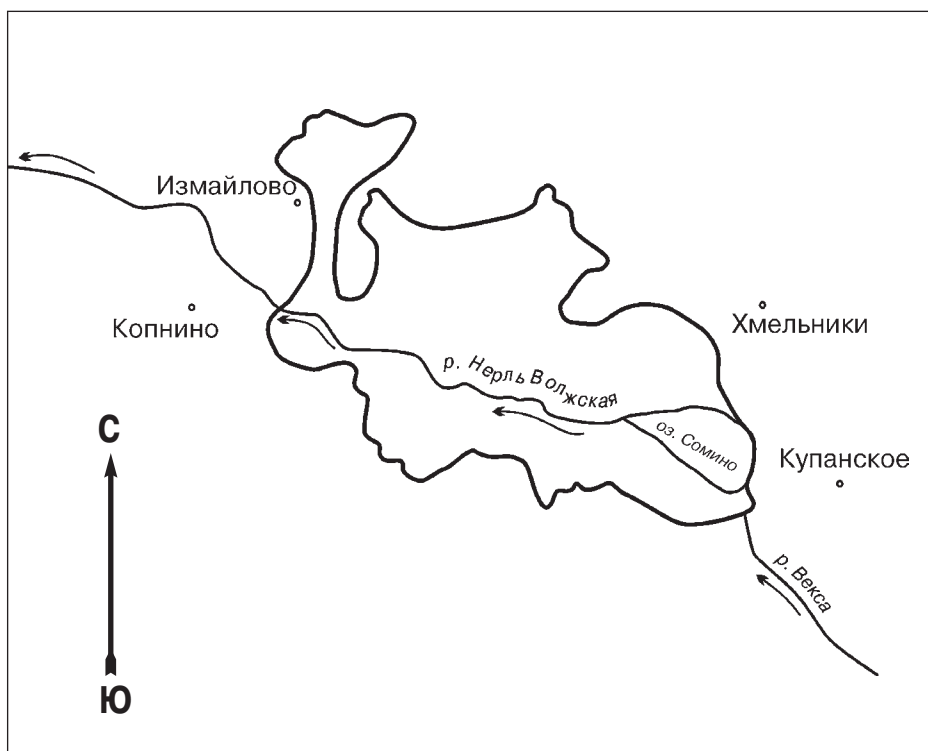 Измайлово
Копнино
Хмельники
р. Нерль Волжская
оз. Сомино
Купанское
р. Векса
С
Ю